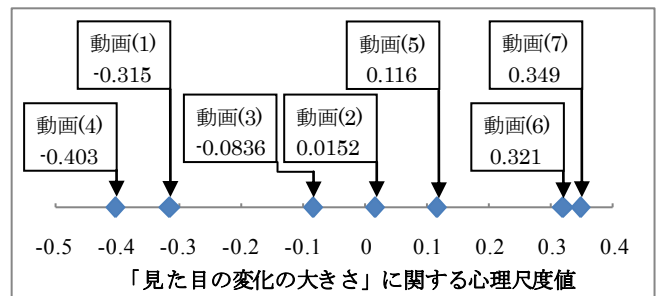 動画(1)
-0.315
動画(5)
0.116
動画(7)
0.349
動画(4)
-0.403
動画(3)
-0.0836
動画(2)
0.0152
動画(6)
0.321
-0.5 -0.4 -0.3 -0.2 -0.1 0 0.1 0.2 0.3 0.4
「見た目の変化の大きさ」に関する心理尺度値